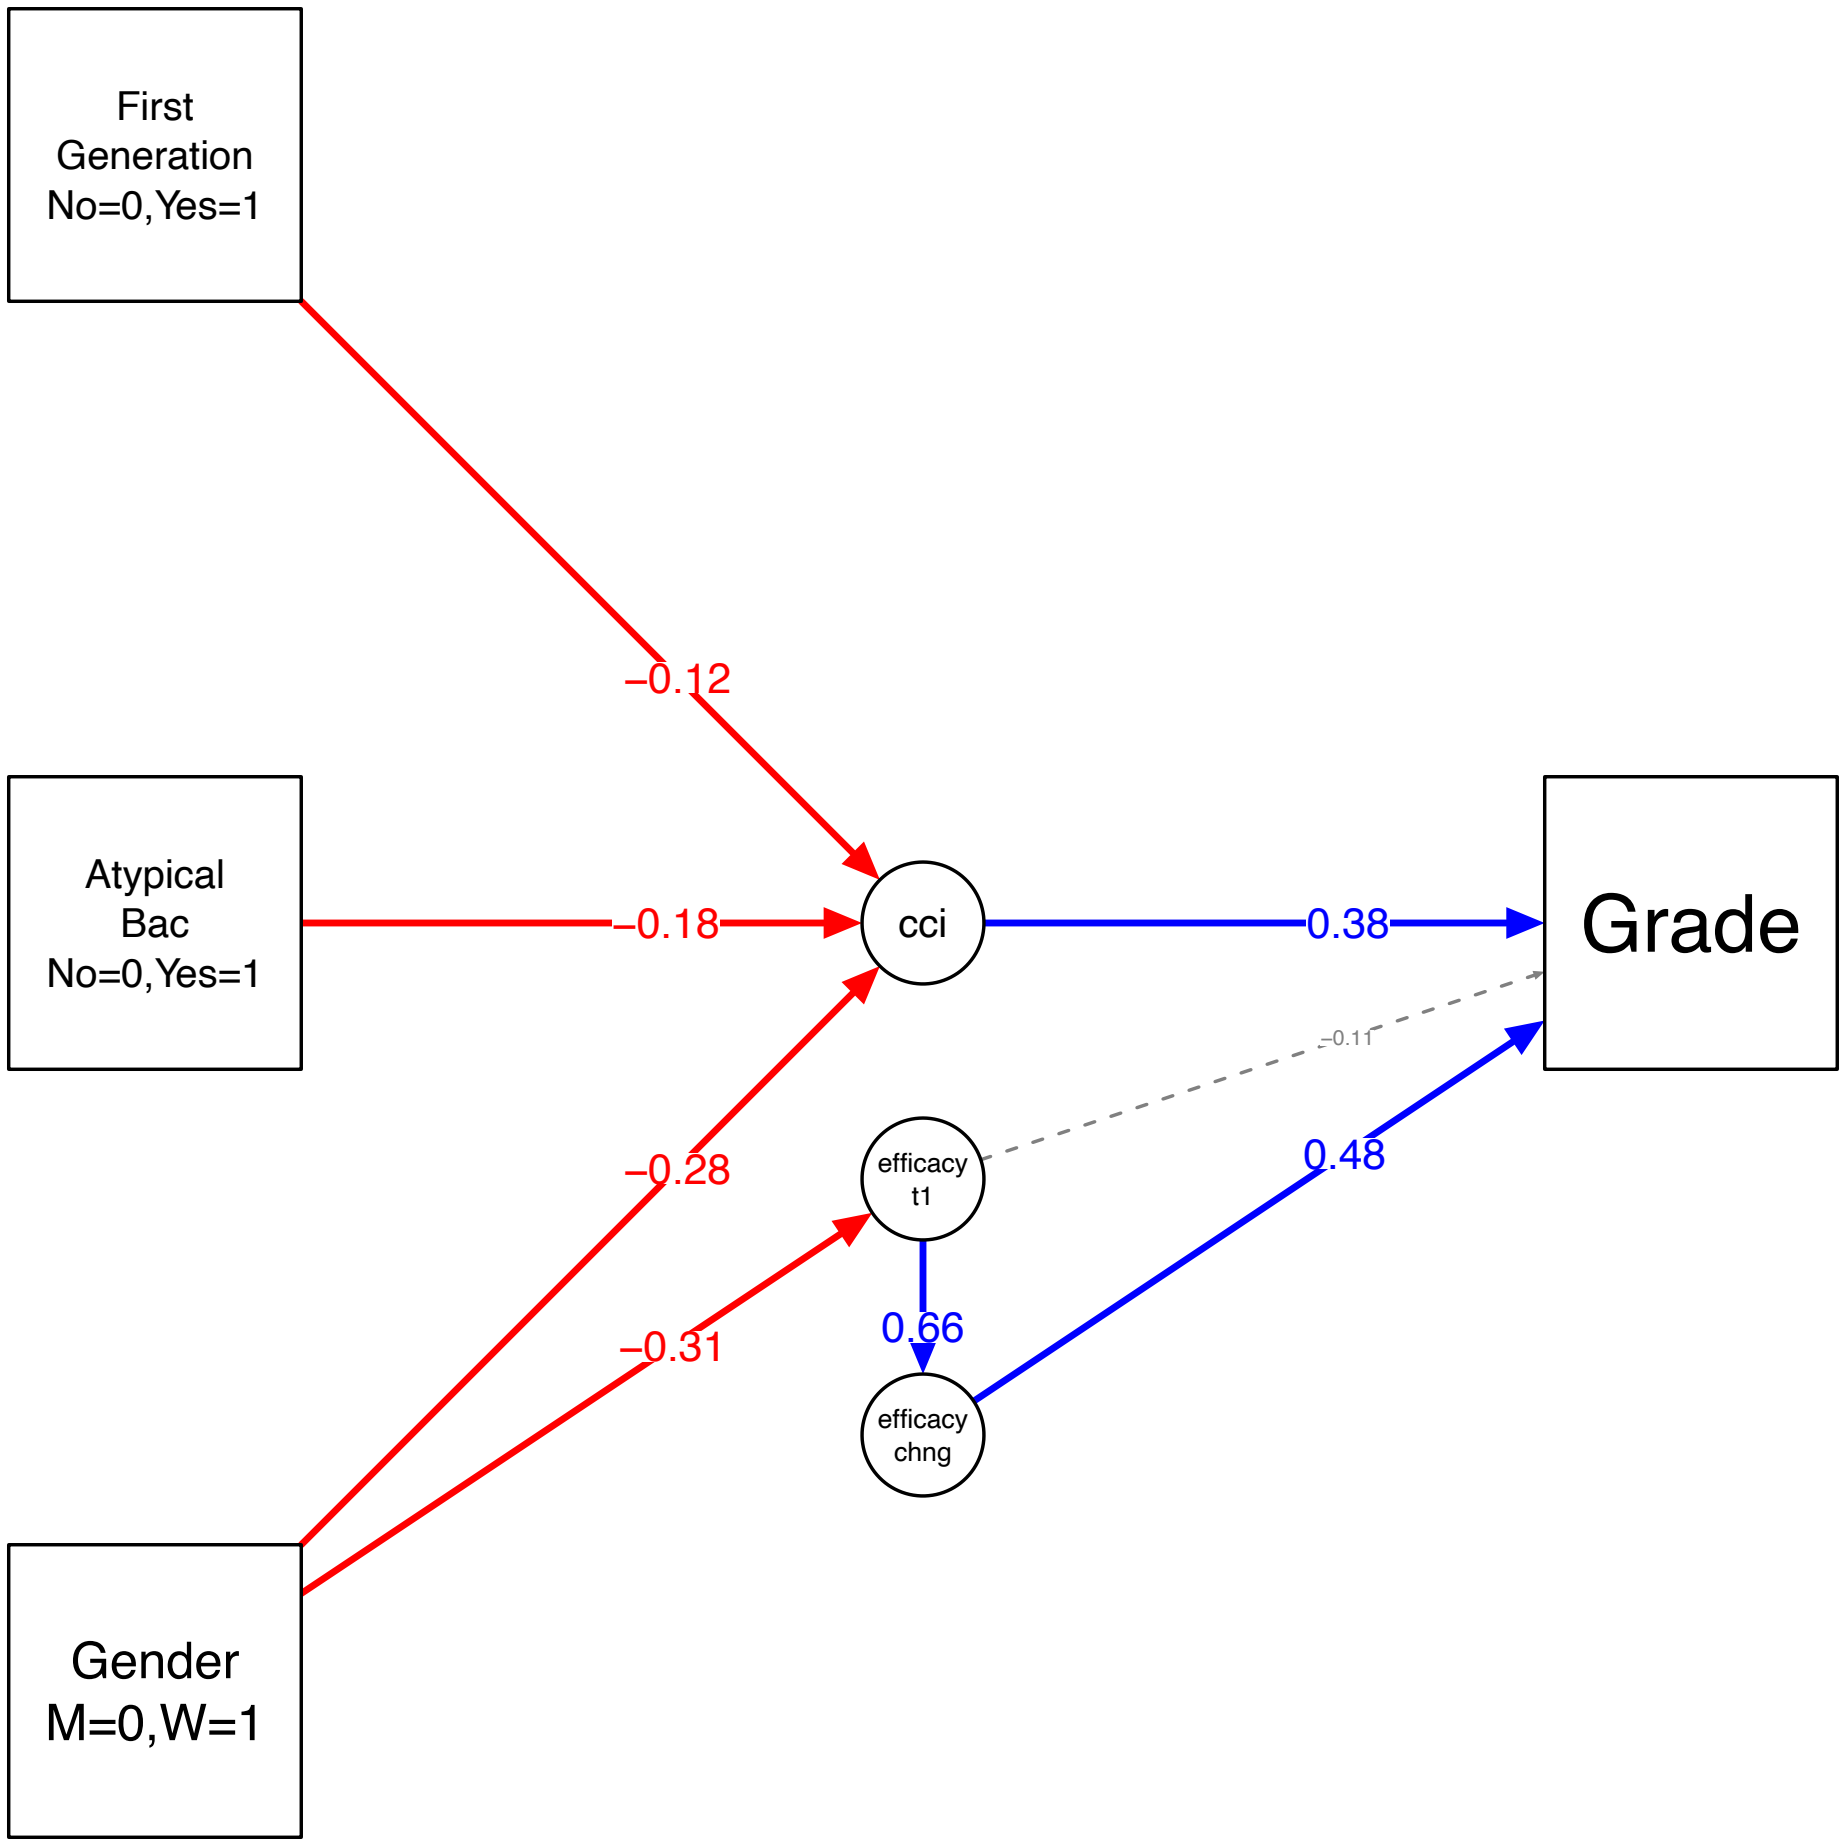 First
Generation
No=0,Yes=1
−0.12
Atypical
Bac
No=0,Yes=1
−0.18
cci
0.38
Grade
−0.11
efficacy
t1
0.48
−0.28
−0.31
0.66
efficacy
chng
Gender
M=0,W=1